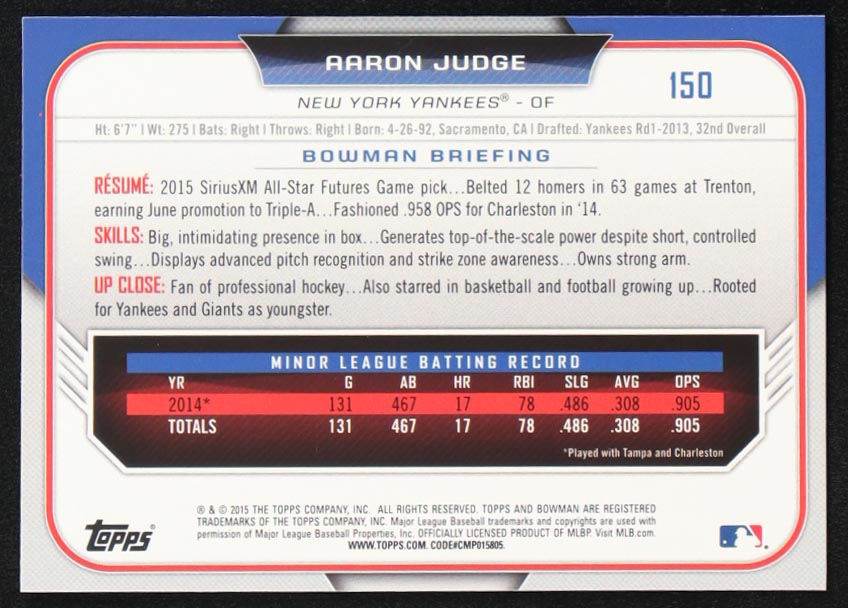 AARON JUDGE
150
NEW YORK YANKEES® - OF
Ht: 6'7" | Wt: 275 | Bats: Right | Throws: Right | Born: 4-26-92, Sacramento, CA | Drafted: Yankees Rd1-2013, 32nd Overall
BOWMAN BRIEFING
RÉSUMÉ: 2015 SiriusXM All-Star Futures Game pick...Belted 12 homers in 63 games at Trenton,
earning June promotion to Triple-A...Fashioned .958 OPS for Charleston in '14.
SKILLS: Big, intimidating presence in box...Generates top-of-the-scale power despite short, controlled
swing...Displays advanced pitch recognition and strike zone awareness...Owns strong arm.
UP CLOSE: Fan of professional hockey...Also starred in basketball and football growing up...Rooted
for Yankees and Giants as youngster.
MINOR LEAGUE BATTING RECORD
YR G AB HR RBI SLG AVG OPS
2014* 131 467 17 78 .486 .308 .905
TOTALS 131 467 17 78 .486 .308 .905
*Played with Tampa and Charleston
® & © 2015 THE TOPPS COMPANY, INC. ALL RIGHTS RESERVED. TOPPS AND BOWMAN ARE REGISTERED
TRADEMARKS OF THE TOPPS COMPANY, INC. Major League Baseball trademarks and copyrights are used with
permission of Major League Baseball Properties, Inc. OFFICIALLY LICENSED PRODUCT OF MLBP. Visit MLB.com.
WWW.TOPPS.COM. CODE#CMP015805.
Topps®